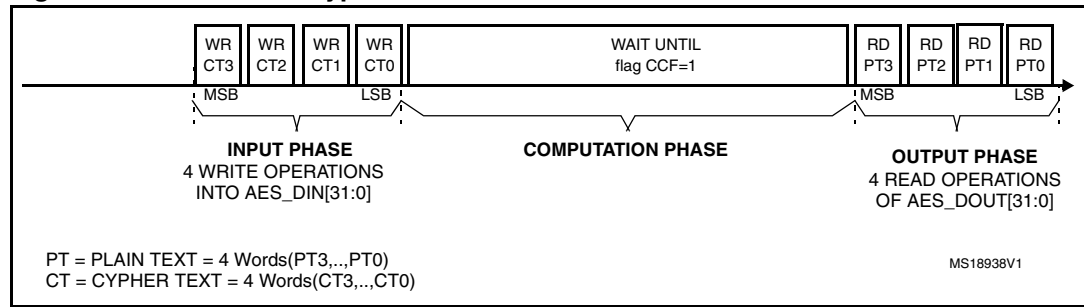 WR CT3
WR CT2
WR CT1
WR CT0
WAIT UNTIL
flag CCF=1
RD PT3
RD PT2
RD PT1
RD PT0
MSB
LSB
MSB
LSB
INPUT PHASE
4 WRITE OPERATIONS
INTO AES_DIN[31:0]
COMPUTATION PHASE
OUTPUT PHASE
4 READ OPERATIONS
OF AES_DOUT[31:0]
PT = PLAIN TEXT = 4 Words(PT3,..,PT0)
CT = CYPHER TEXT = 4 Words(CT3,..,CT0)
MS18938V1